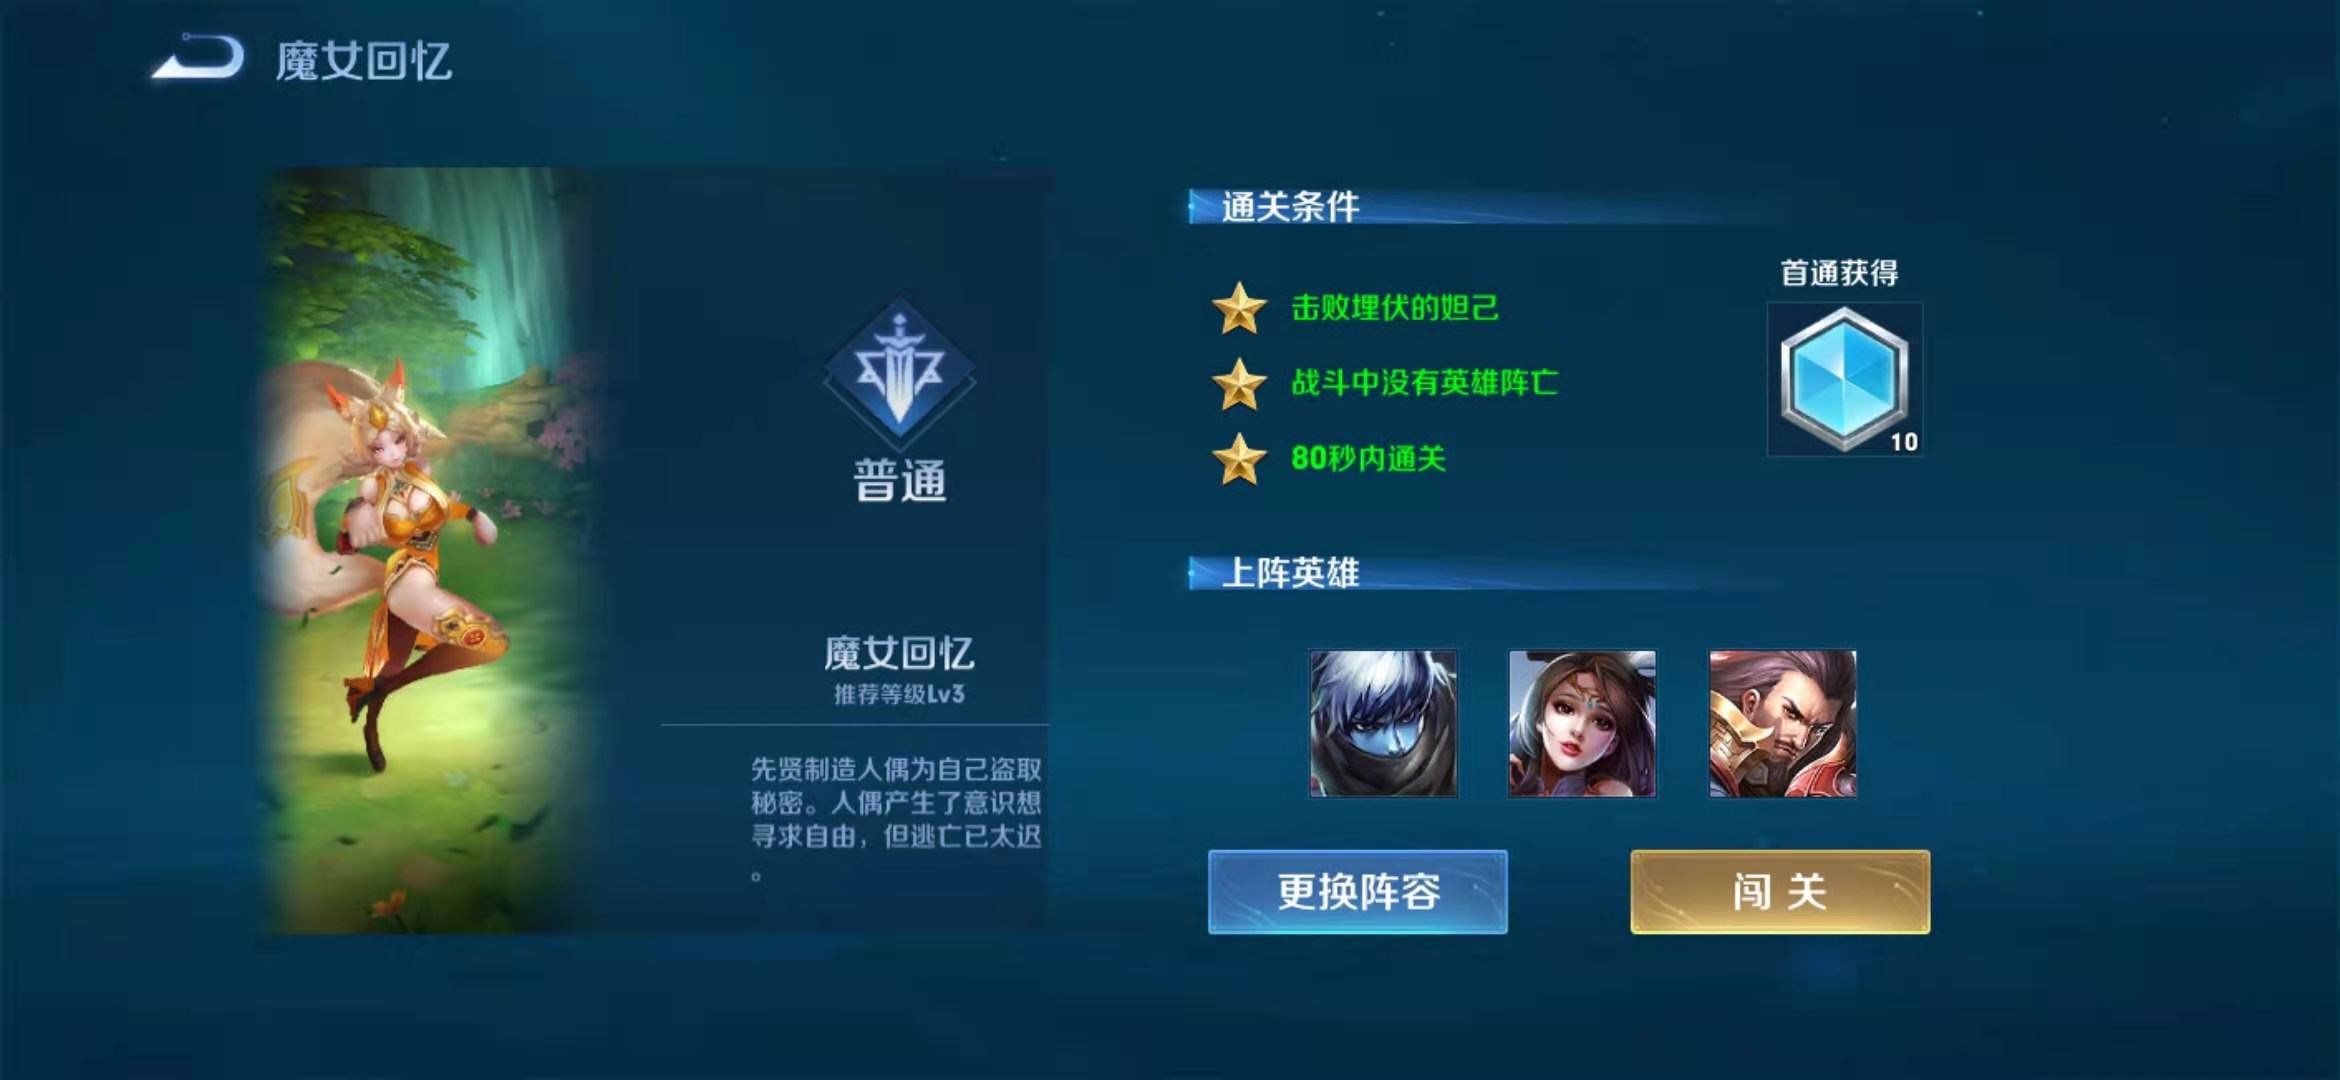 魔女回忆
普通
魔女回忆
推荐等级Lv3
先贤制造人偶为自己盗取
秘密。人偶产生了意识想
寻求自由，但逃亡已太迟
。
通关条件
击败埋伏的妲己
战斗中没有英雄阵亡
80秒内通关
首通获得
10
上阵英雄
更换阵容
闯关